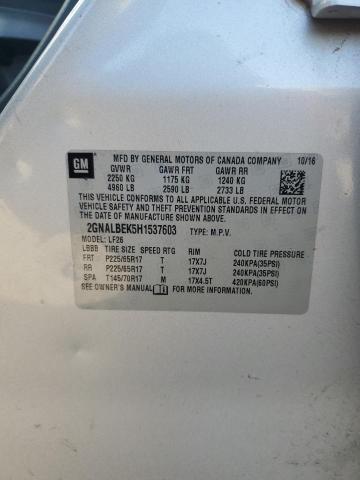 GM
MFD BY GENERAL MOTORS OF CANADA COMPANY 10/16
GVWR GAWR FRT GAWR RR
2250 KG 1175 KG 1240 KG
4960 LB 2590 LB 2733 LB
THIS VEHICLE CONFORMS TO ALL APPLICABLE U.S. FEDERAL MOTOR
VEHICLE SAFETY AND THEFT PREVENTION STANDARDS IN EFFECT ON
THE DATE OF MANUFACTURE SHOWN ABOVE.
2GNALBEK5H1537603 TYPE: M.P.V.
MODEL: LF26
LBBB TIRE SIZE SPEED RTG RIM COLD TIRE PRESSURE
FRT P225/65R17 T 17X7J 240KPA(35PSI)
RR P225/65R17 T 17X7J 240KPA(35PSI)
SPA T145/70R17 M 17X4.5T 420KPA(60PSI)
SEE OWNER'S MANUAL FOR MORE INFORMATION.